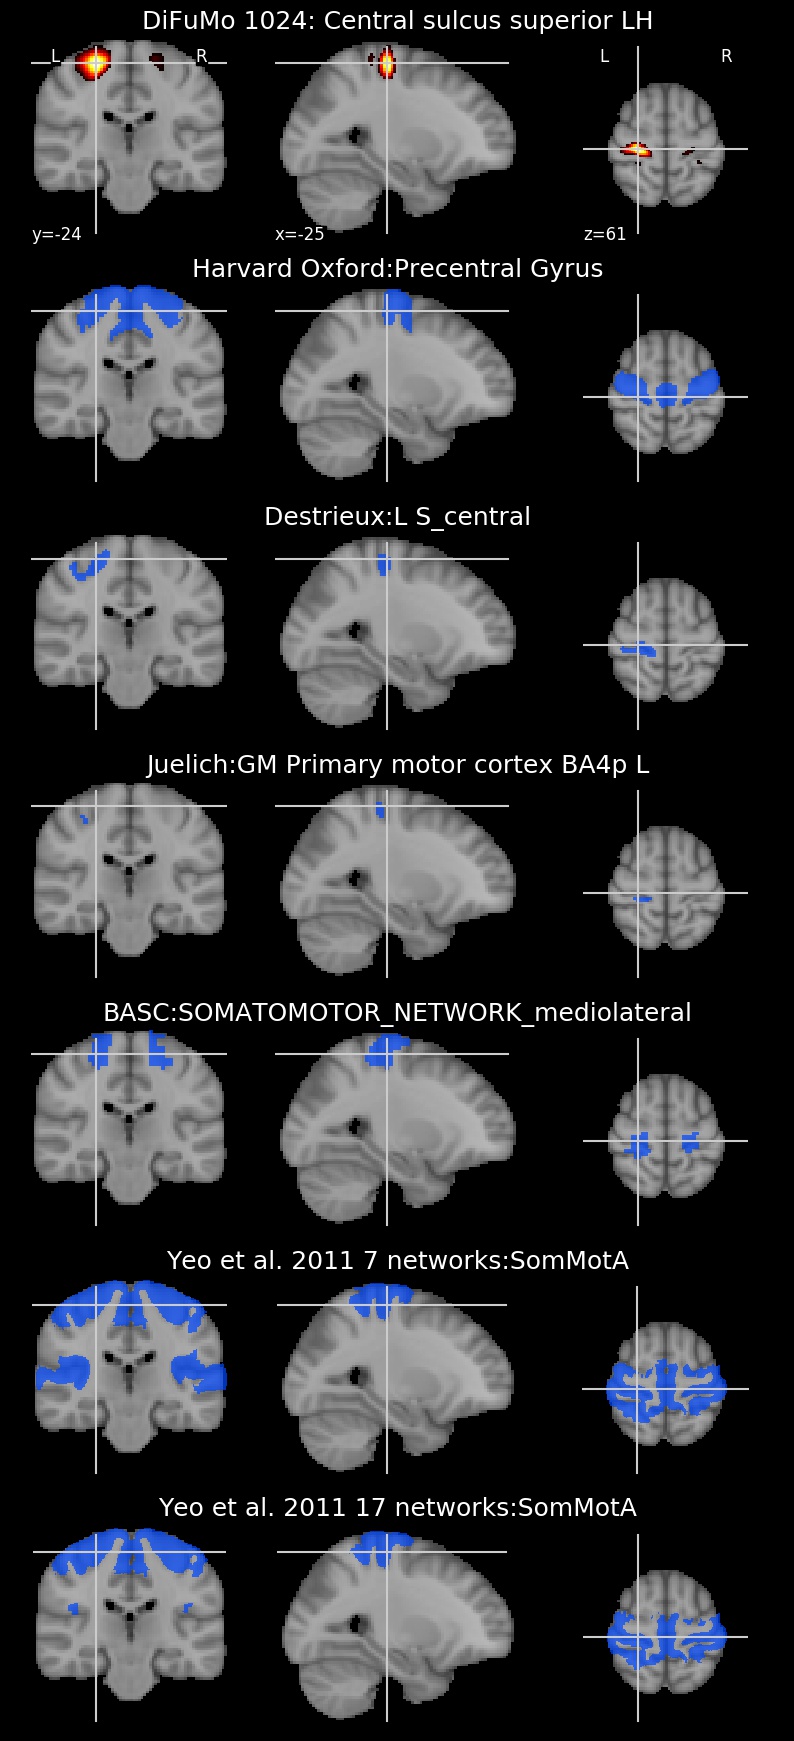 DiFuMo 1024: Central sulcus superior LH
L R L R
y=-24 x=-25 z=61
Harvard Oxford:Precentral Gyrus
Destrieux:L S_central
Juelich:GM Primary motor cortex BA4p L
BASC:SOMATOMOTOR_NETWORK_mediolateral
Yeo et al. 2011 7 networks:SomMotA
Yeo et al. 2011 17 networks:SomMotA